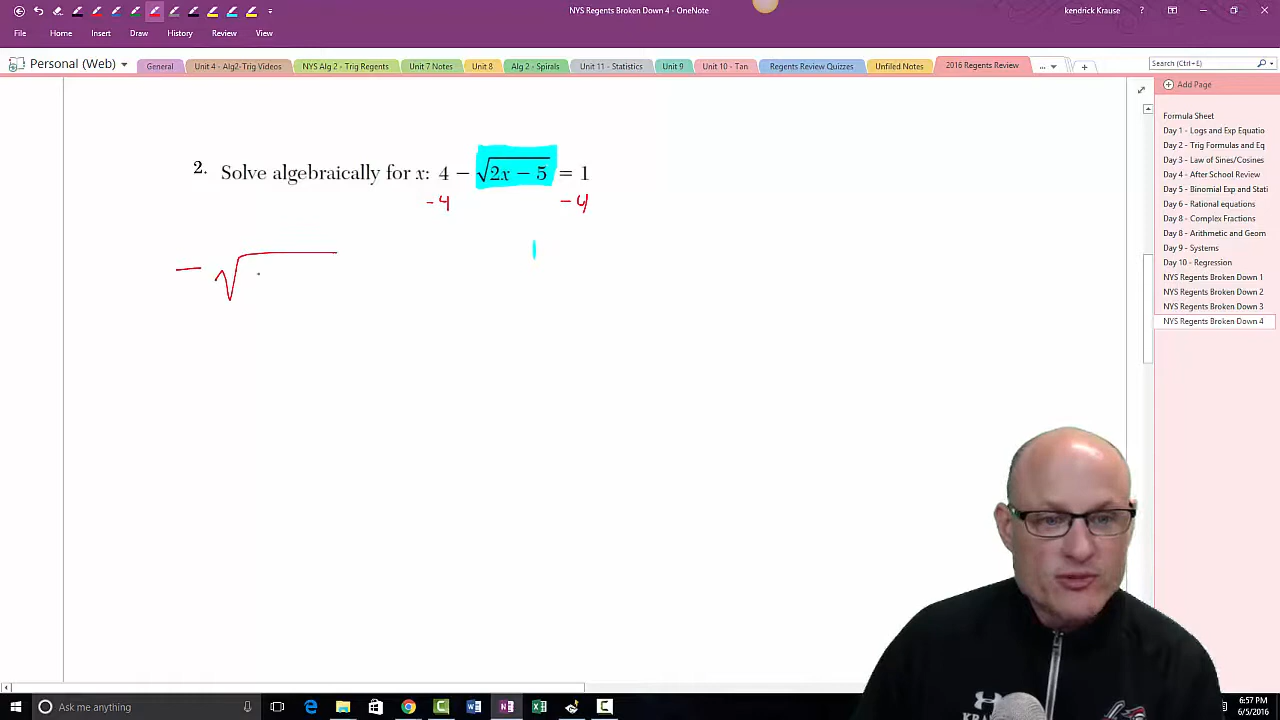 NYS Regents Broken Down 4 - OneNote
kendrick Krause
?
File Home Insert Draw History Review View
Personal (Web)
General
Unit 4 - Alg2-Trig Videos
NYS Alg 2 - Trig Regents
Unit 7 Notes
Unit 8
Alg 2 - Spirals
Unit 11 - Statistics
Unit 9
Unit 10 - Tan
Regents Review Quizzes
Unfiled Notes
2016 Regents Review
...
Search (Ctrl+E)
Add Page
Formula Sheet
Day 1 - Logs and Exp Equatio
Day 2 - Trig Formulas and Eq
Day 3 - Law of Sines/Cosines
Day 4 - After School Review
Day 5 - Binomial Exp and Stati
Day 6 - Rational equations
Day 8 - Complex Fractions
Day 8 - Arithmetic and Geom
Day 9 - Systems
Day 10 - Regression
NYS Regents Broken Down 1
NYS Regents Broken Down 2
NYS Regents Broken Down 3
NYS Regents Broken Down 4
2. Solve algebraically for x: 4 − √2x − 5 = 1
-4 -4
- √
Ask me anything
6:57 PM
6/5/2016